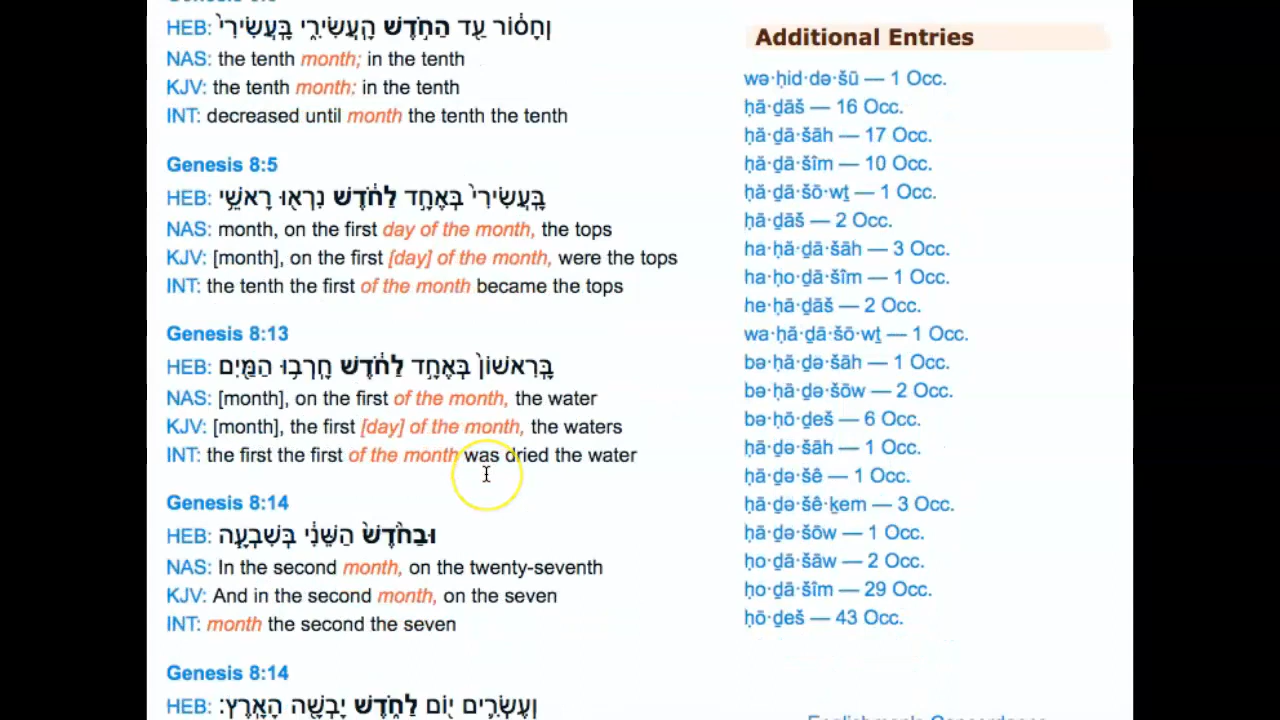 HEB: וְחָס֔וֹר עַ֖ד הַחֹ֣דֶשׁ הָֽעֲשִׂירִ֑י בָּֽעֲשִׂירִי֙
NAS: the tenth month; in the tenth
KJV: the tenth month: in the tenth
INT: decreased until month the tenth the tenth
Genesis 8:5
HEB: בָּֽעֲשִׂירִי֙ בְּאֶחָ֣ד לַחֹ֔דֶשׁ נִרְא֖וּ רָאשֵׁ֥י
NAS: month, on the first day of the month, the tops
KJV: [month], on the first [day] of the month, were the tops
INT: the tenth the first of the month became the tops
Genesis 8:13
HEB: בָּֽרִאשׁוֹן֙ בְּאֶחָ֣ד לַחֹ֔דֶשׁ חָֽרְב֥וּ הַמַּ֖יִם
NAS: [month], on the first of the month, the water
KJV: [month], the first [day] of the month, the waters
INT: the first the first of the month was dried the water
Genesis 8:14
HEB: וּבַחֹ֙דֶשׁ֙ הַשֵּׁנִ֔י בְּשִׁבְעָ֧ה
NAS: In the second month, on the twenty-seventh
KJV: And in the second month, on the seven
INT: month the second the seven
Genesis 8:14
HEB: וְעֶשְׂרִ֛ים י֖וֹם לַחֹ֑דֶשׁ יָבְשָׁ֖ה הָאָֽרֶץ׃
Additional Entries
wə·ḥid·də·šū — 1 Occ.
ḥā·ḏāš — 16 Occ.
ḥă·ḏā·šāh — 17 Occ.
ḥă·ḏā·šîm — 10 Occ.
ḥă·ḏā·šō·wṯ — 1 Occ.
ḥā·ḏāš — 2 Occ.
ha·ḥă·ḏā·šāh — 3 Occ.
ha·ḥo·ḏā·šîm — 1 Occ.
he·ḥā·ḏāš — 2 Occ.
wa·ḥă·ḏā·šō·wṯ — 1 Occ.
bə·ḥă·ḏə·šāh — 1 Occ.
bə·ḥā·ḏə·šōw — 2 Occ.
bə·ḥō·ḏeš — 6 Occ.
ḥā·ḏə·šāh — 1 Occ.
ḥā·ḏə·šê — 1 Occ.
ḥā·ḏə·šê·ḵem — 3 Occ.
ḥā·ḏə·šōw — 1 Occ.
ḥo·ḏā·šāw — 2 Occ.
ḥo·ḏā·šîm — 29 Occ.
ḥō·ḏeš — 43 Occ.